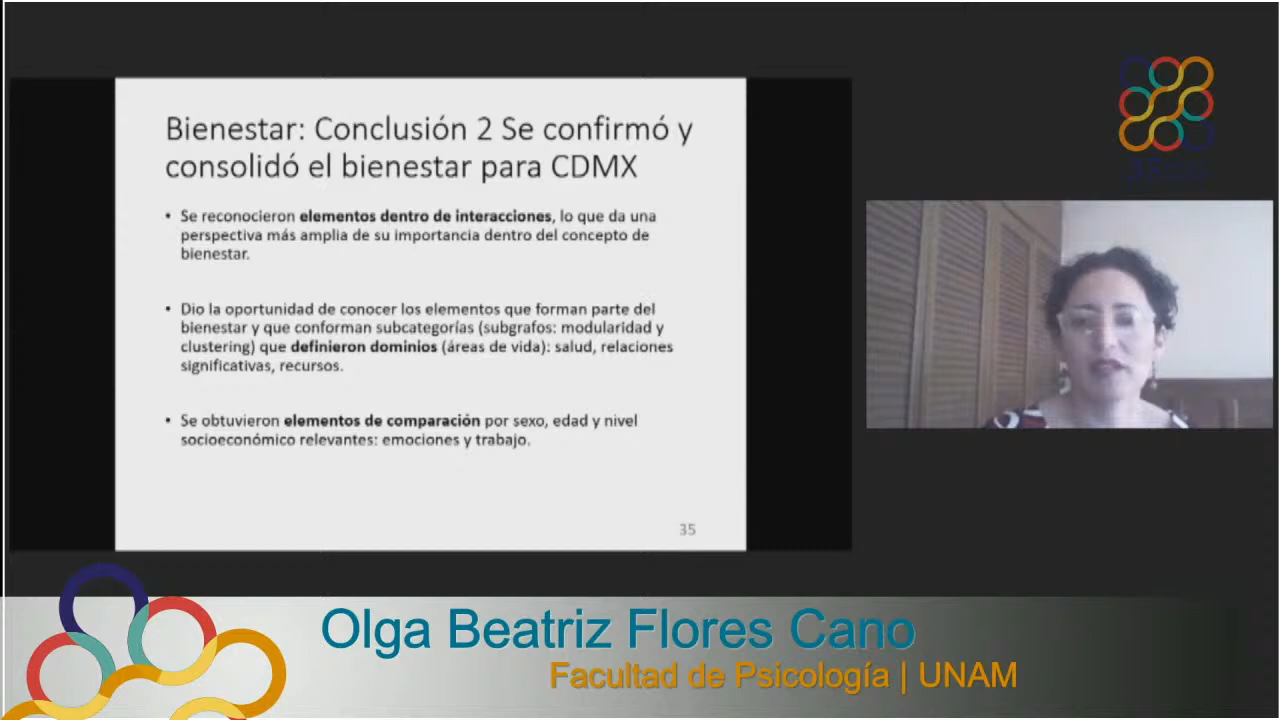 Bienestar: Conclusión 2 Se confirmó y
consolidó el bienestar para CDMX
• Se reconocieron elementos dentro de interacciones, lo que da una
perspectiva más amplia de su importancia dentro del concepto de
bienestar.
• Dio la oportunidad de conocer los elementos que forman parte del
bienestar y que conforman subcategorías (subgrafos: modularidad y
clustering) que definieron dominios (áreas de vida): salud, relaciones
significativas, recursos.
• Se obtuvieron elementos de comparación por sexo, edad y nivel
socioeconómico relevantes: emociones y trabajo.
35
Olga Beatriz Flores Cano
Facultad de Psicología | UNAM